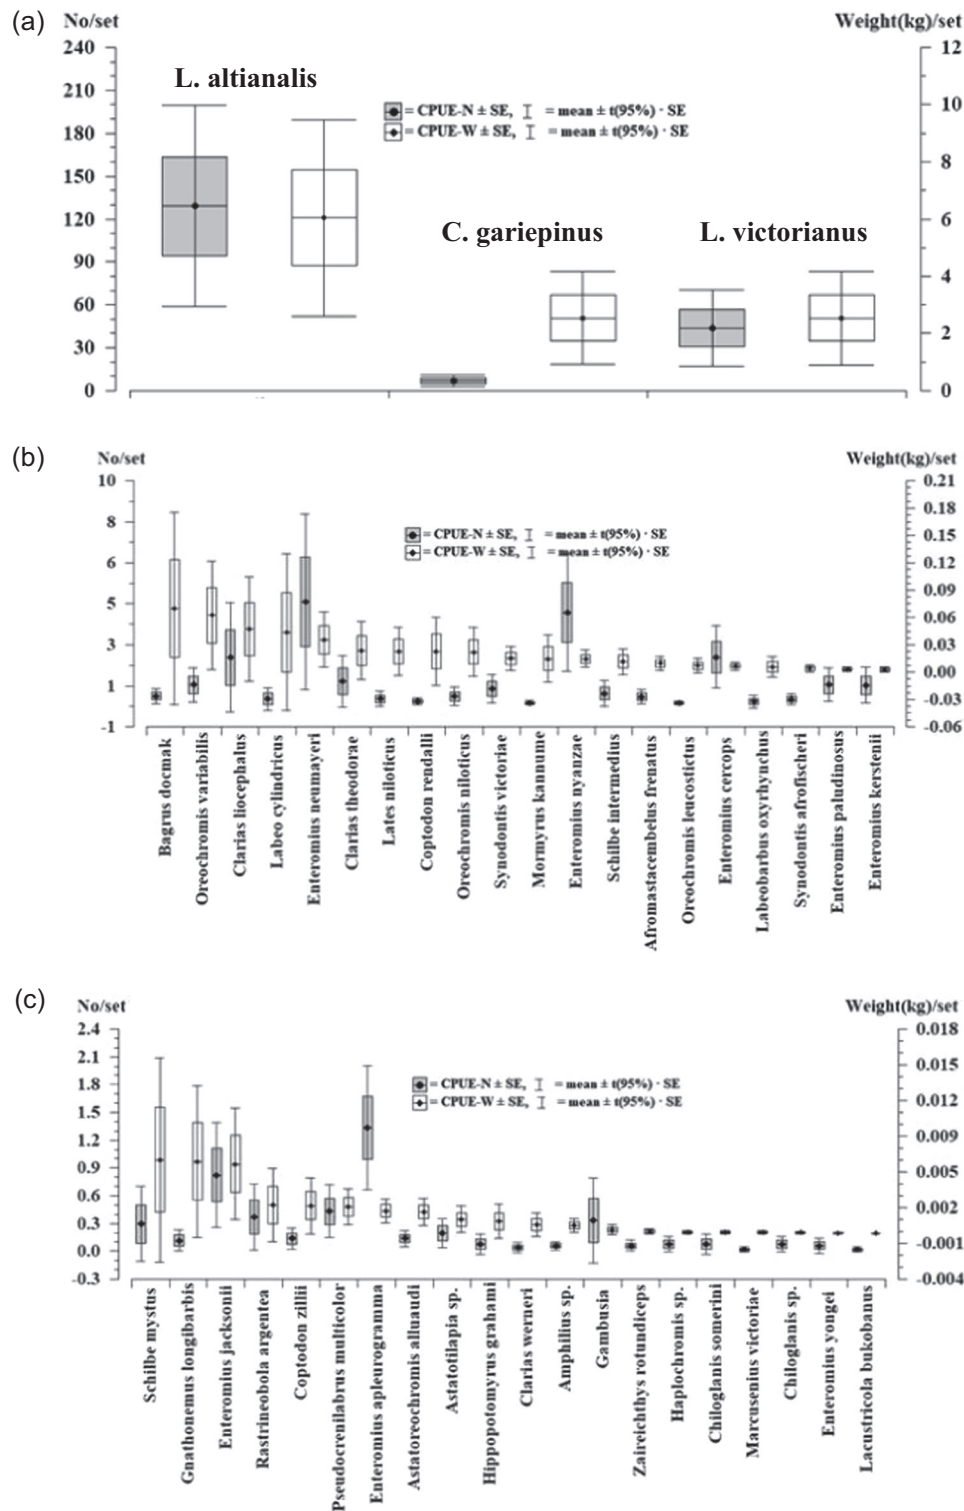 (a)
No/set
Weight(kg)/set
240
210
180
150
120
90
60
30
0
12
10
8
6
4
2
0
L. altianalis
= CPUE-N ± SE, = mean ± t(95%) · SE
= CPUE-W ± SE, = mean ± t(95%) · SE
C. gariepinus
L. victorianus
(b)
No/set
Weight(kg)/set
10
8
6
5
3
1
-1
0.21
0.18
0.15
0.12
0.09
0.06
0.03
0.00
-0.03
-0.06
= CPUE-N ± SE, = mean ± t(95%) · SE
= CPUE-W ± SE, = mean ± t(95%) · SE
Bagrus docmak
Oreochromis variabilis
Clarias liocephalus
Labeo cylindricus
Enteromius neumayeri
Clarias theodorae
Lates niloticus
Coptodon rendalli
Oreochromis niloticus
Synodontis victoriae
Mormyrus kannume
Enteromius nyanzae
Schilbe intermedius
Afromastacembelus frenatus
Oreochromis leucostictus
Enteromius cercops
Labeobarbus oxyrhynchus
Synodontis afrofischeri
Enteromius paludinosus
Enteromius kerstenii
(c)
No/set
Weight(kg)/set
2.4
2.1
1.8
1.5
1.2
0.9
0.6
0.3
0.0
-0.3
0.018
0.015
0.012
0.009
0.005
0.002
-0.001
-0.004
= CPUE-N ± SE, = mean ± t(95%) · SE
= CPUE-W ± SE, = mean ± t(95%) · SE
Schilbe mystus
Gnathonemus longibarbis
Enteromius jacksonii
Rastrineobola argentea
Coptodon zillii
Pseudocrenilabrus multicolor
Enteromius apleurogramma
Astatoreochromis alluaudi
Astatotilapia sp.
Hippopotomyrus grahami
Clarias werneri
Amphilius sp.
Gambusia
Zaireichthys rotundiceps
Haplochromis sp.
Chiloglanis somerini
Marcusenius victoriae
Chiloglanis sp.
Enteromius yongei
Lacustricola bukobanus